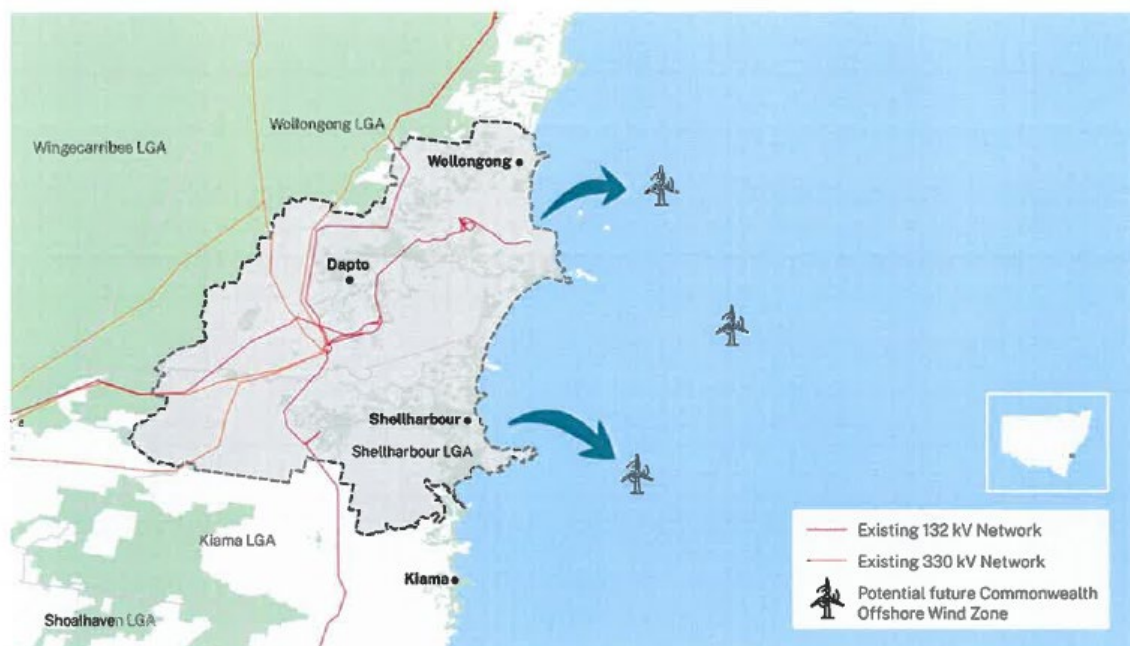 Wollongong LGA
Wingecarribee LGA
Wollongong
Dapto
Shellharbour
Shellharbour LGA
Kiama LGA
Kiama
Shoalhaven LGA
Existing 132 kV Network
Existing 330 kV Network
Potential future Commonwealth
Offshore Wind Zone